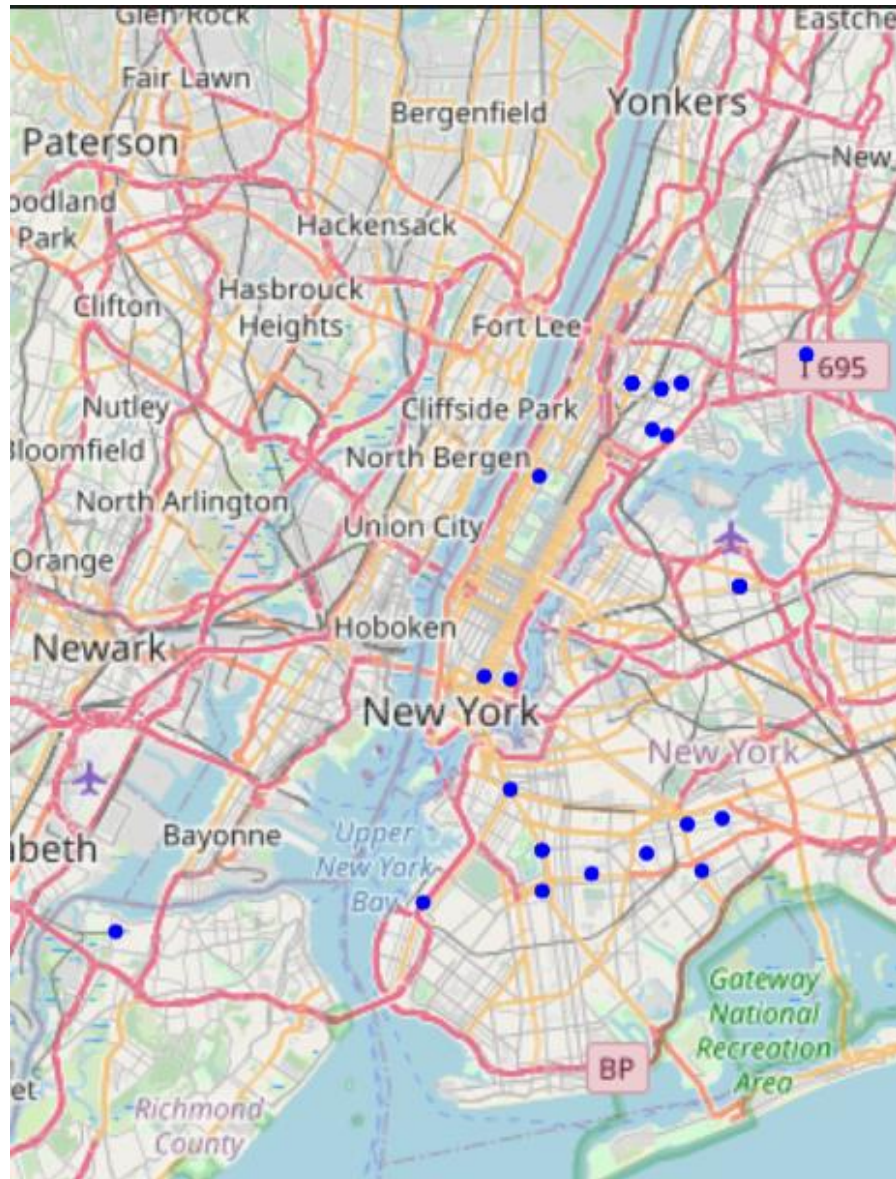 Glen Rock
Eastche
Fair Lawn
Bergenfield
Yonkers
Paterson
New
oodland
Park
Hackensack
Hasbrouck
Heights
Clifton
Fort Lee
I 695
Nutley
Cliffside Park
Bloomfield
North Bergen
North Arlington
Union City
Orange
Hoboken
Newark
New York
New York
Bayonne
abeth
Upper
New York
Bay
Gateway
National
Recreation
Area
BP
et
Richmond
County